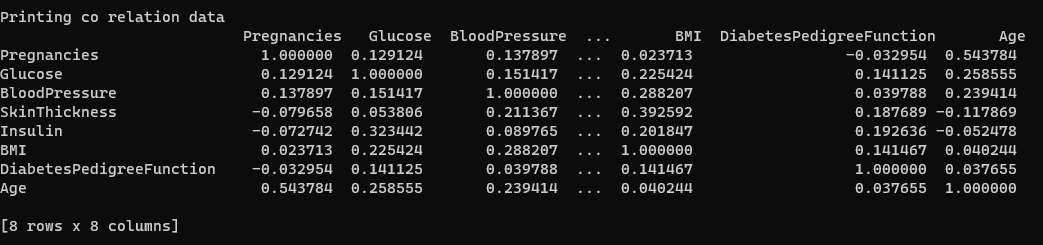 Printing co relation data
                           Pregnancies   Glucose  BloodPressure  ...       BMI  DiabetesPedigreeFunction       Age
Pregnancies                   1.000000  0.129124       0.137897  ...  0.023713                 -0.032954  0.543784
Glucose                       0.129124  1.000000       0.151417  ...  0.225424                  0.141125  0.258555
BloodPressure                 0.137897  0.151417       1.000000  ...  0.288207                  0.039788  0.239414
SkinThickness                -0.079658  0.053806       0.211367  ...  0.392592                  0.187689 -0.117869
Insulin                      -0.072742  0.323442       0.089765  ...  0.201847                  0.192636 -0.052478
BMI                           0.023713  0.225424       0.288207  ...  1.000000                  0.141467  0.040244
DiabetesPedigreeFunction     -0.032954  0.141125       0.039788  ...  0.141467                  1.000000  0.037655
Age                           0.543784  0.258555       0.239414  ...  0.040244                  0.037655  1.000000
[8 rows x 8 columns]